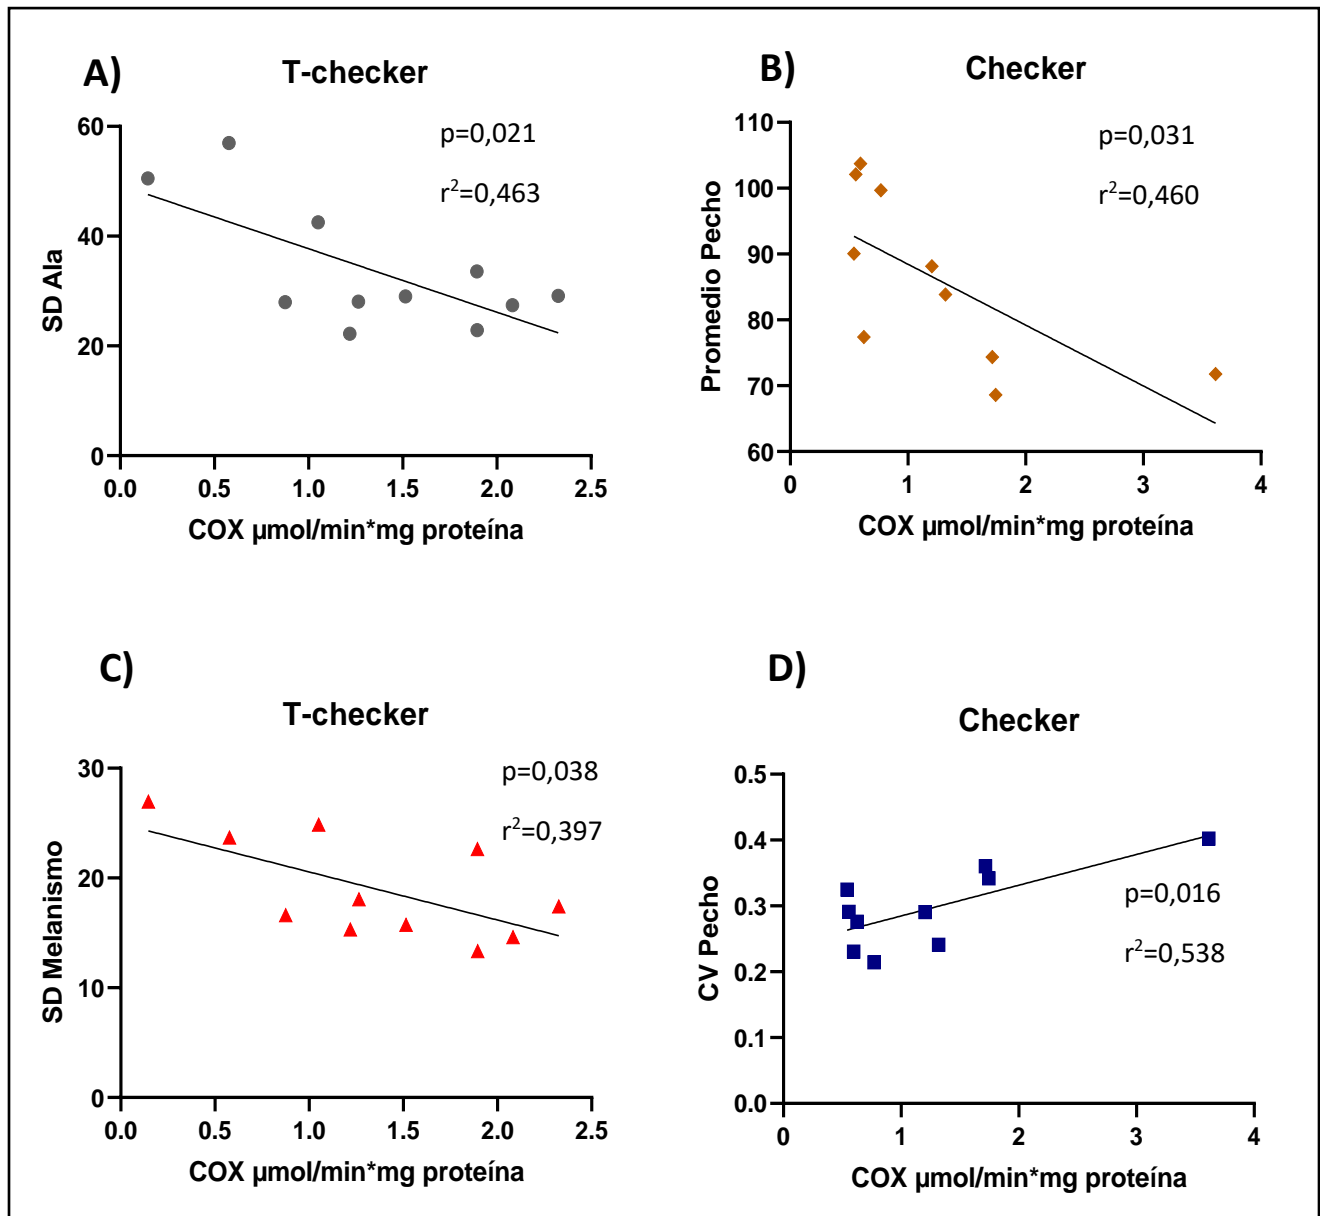 A)
T-checker
p=0,021
r²=0,463
SD Ala
60
40
20
0
0.0 0.5 1.0 1.5 2.0 2.5
COX µmol/min*mg proteína
B)
Checker
p=0,031
r²=0,460
Promedio Pecho
110
100
90
80
70
60
0 1 2 3 4
COX µmol/min*mg proteína
C)
T-checker
p=0,038
r²=0,397
SD Melanismo
30
20
10
0
0.0 0.5 1.0 1.5 2.0 2.5
COX µmol/min*mg proteína
D)
Checker
p=0,016
r²=0,538
CV Pecho
0.5
0.4
0.3
0.2
0.1
0.0
0 1 2 3 4
COX µmol/min*mg proteína